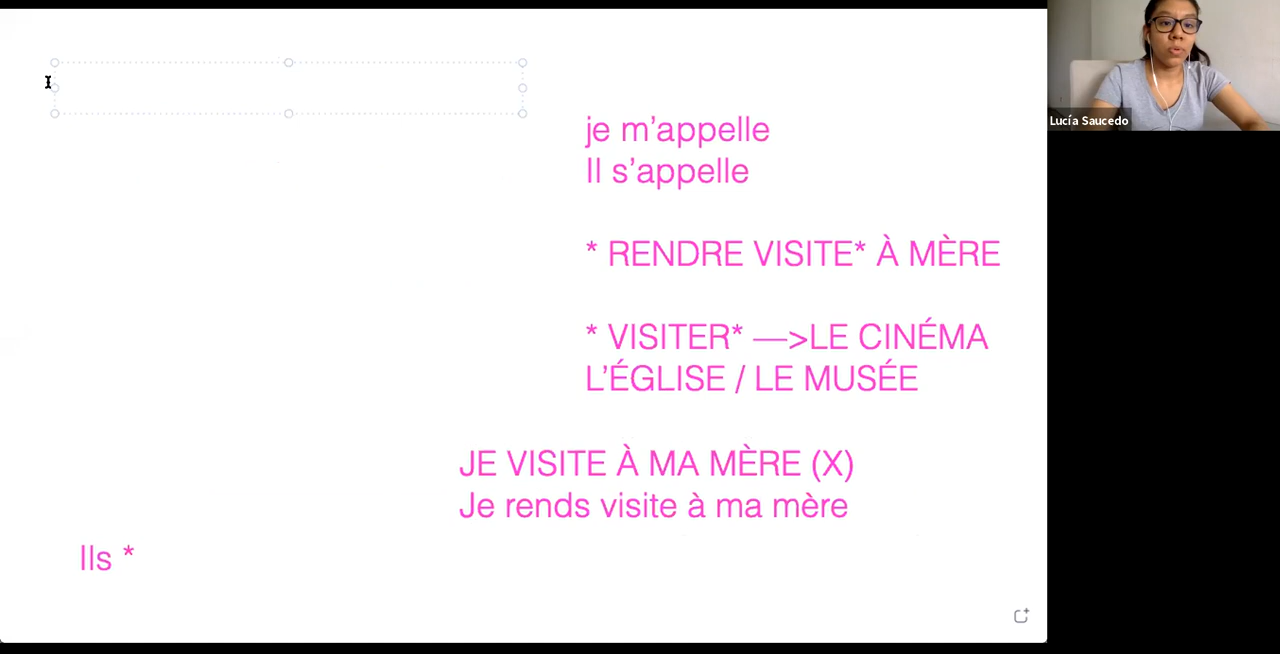 je m’appelle
Il s’appelle
* RENDRE VISITE* À MÈRE
* VISITER* —>LE CINÉMA
L’ÉGLISE / LE MUSÉE
JE VISITE À MA MÈRE (X)
Je rends visite à ma mère
Ils *
Lucía Saucedo